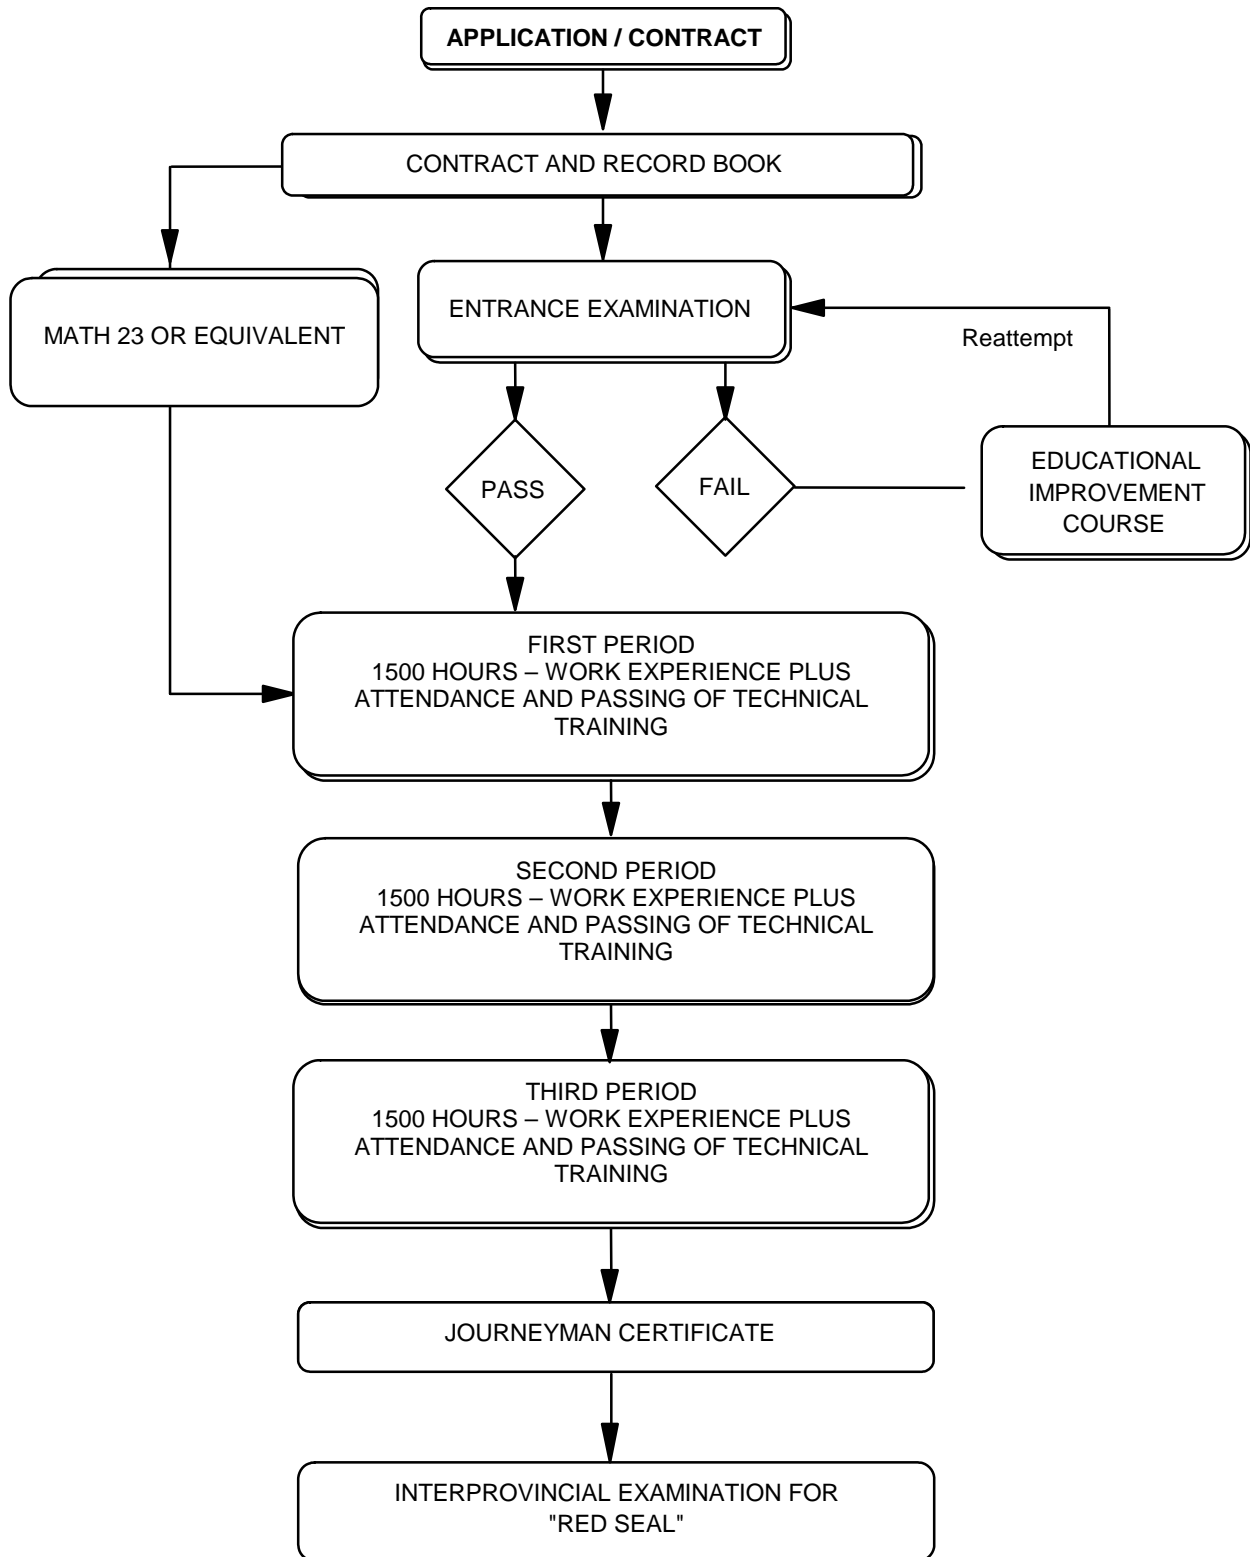 APPLICATION / CONTRACT
CONTRACT AND RECORD BOOK
MATH 23 OR EQUIVALENT
ENTRANCE EXAMINATION
Reattempt
PASS
FAIL
EDUCATIONAL
IMPROVEMENT
COURSE
FIRST PERIOD
1500 HOURS – WORK EXPERIENCE PLUS
ATTENDANCE AND PASSING OF TECHNICAL
TRAINING
SECOND PERIOD
1500 HOURS – WORK EXPERIENCE PLUS
ATTENDANCE AND PASSING OF TECHNICAL
TRAINING
THIRD PERIOD
1500 HOURS – WORK EXPERIENCE PLUS
ATTENDANCE AND PASSING OF TECHNICAL
TRAINING
JOURNEYMAN CERTIFICATE
INTERPROVINCIAL EXAMINATION FOR
"RED SEAL"